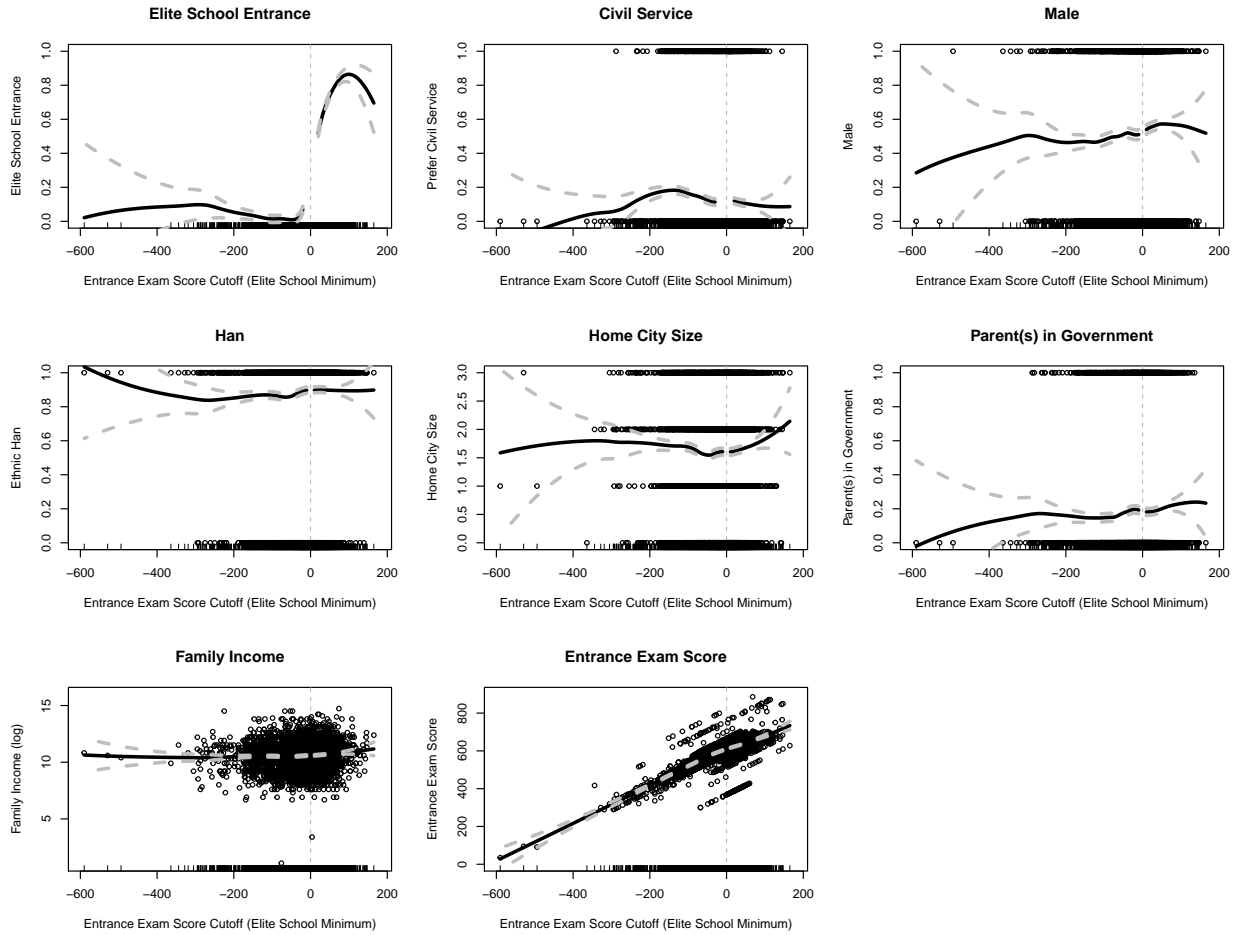 Elite School Entrance
Elite School Entrance
0.0 0.2 0.4 0.6 0.8 1.0
−600 −400 −200 0 200
Entrance Exam Score Cutoff (Elite School Minimum)
Civil Service
Prefer Civil Service
0.0 0.2 0.4 0.6 0.8 1.0
−600 −400 −200 0 200
Entrance Exam Score Cutoff (Elite School Minimum)
Male
Male
0.0 0.2 0.4 0.6 0.8 1.0
−600 −400 −200 0 200
Entrance Exam Score Cutoff (Elite School Minimum)
Han
Ethnic Han
0.0 0.2 0.4 0.6 0.8 1.0
−600 −400 −200 0 200
Entrance Exam Score Cutoff (Elite School Minimum)
Home City Size
Home City Size
0.0 0.5 1.0 1.5 2.0 2.5 3.0
−600 −400 −200 0 200
Entrance Exam Score Cutoff (Elite School Minimum)
Parent(s) in Government
Parent(s) in Government
0.0 0.2 0.4 0.6 0.8 1.0
−600 −400 −200 0 200
Entrance Exam Score Cutoff (Elite School Minimum)
Family Income
Family Income (log)
5 10 15
−600 −400 −200 0 200
Entrance Exam Score Cutoff (Elite School Minimum)
Entrance Exam Score
Entrance Exam Score
0 200 400 600 800
−600 −400 −200 0 200
Entrance Exam Score Cutoff (Elite School Minimum)